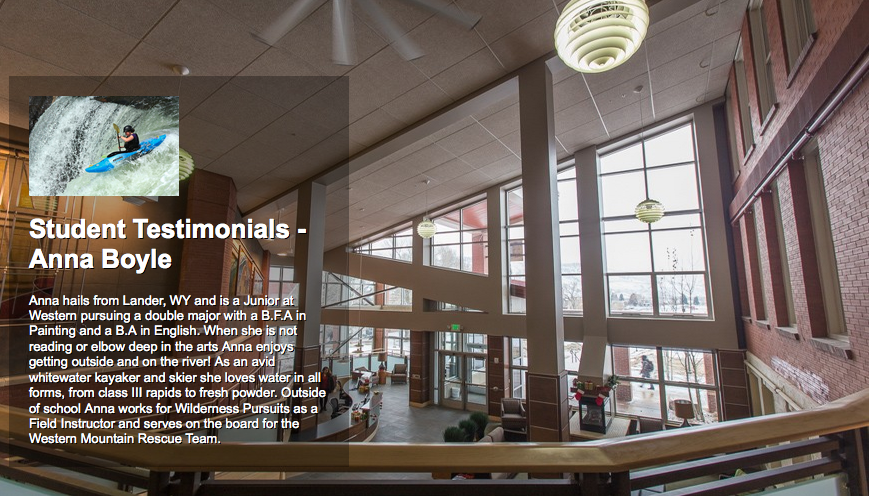 Student Testimonials -
Anna Boyle
Anna hails from Lander, WY and is a Junior at
Western pursuing a double major with a B.F.A in
Painting and a B.A in English. When she is not
reading or elbow deep in the arts Anna enjoys
getting outside and on the river! As an avid
whitewater kayaker and skier she loves water in all
forms, from class III rapids to fresh powder. Outside
of school Anna works for Wilderness Pursuits as a
Field Instructor and serves on the board for the
Western Mountain Rescue Team.